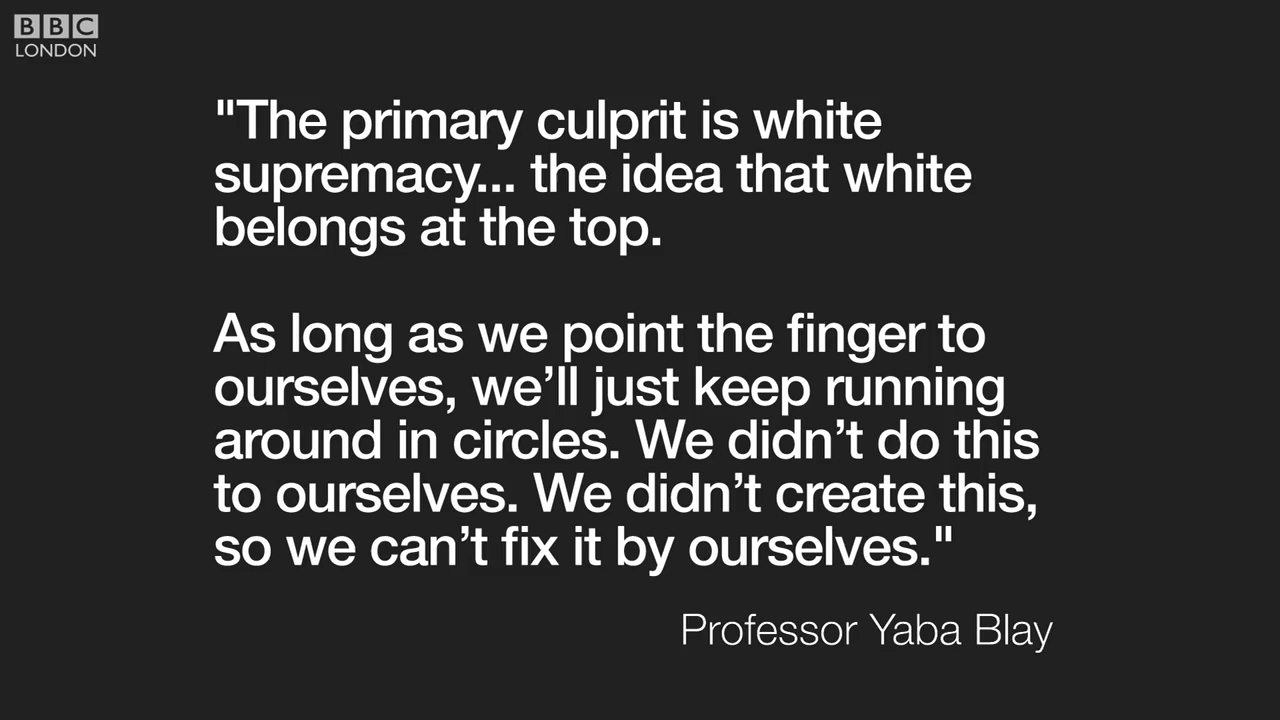 BBC
LONDON
"The primary culprit is white
supremacy... the idea that white
belongs at the top.
As long as we point the finger to
ourselves, we’ll just keep running
around in circles. We didn’t do this
to ourselves. We didn’t create this,
so we can’t fix it by ourselves."
Professor Yaba Blay